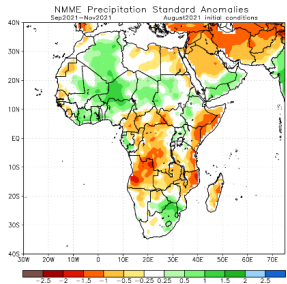 NMME Precipitation Standard Anomalies
Sep2021-Nov2021 August2021 initial conditions
40N
30N
20N
10N
EQ
10S
20S
30S
40S
30W 20W 10W 0 10E 20E 30E 40E 50E 60E 70E
-2.5 -2 -1.5 -1 -0.5 -0.25 0.25 0.5 1 1.5 2 2.5